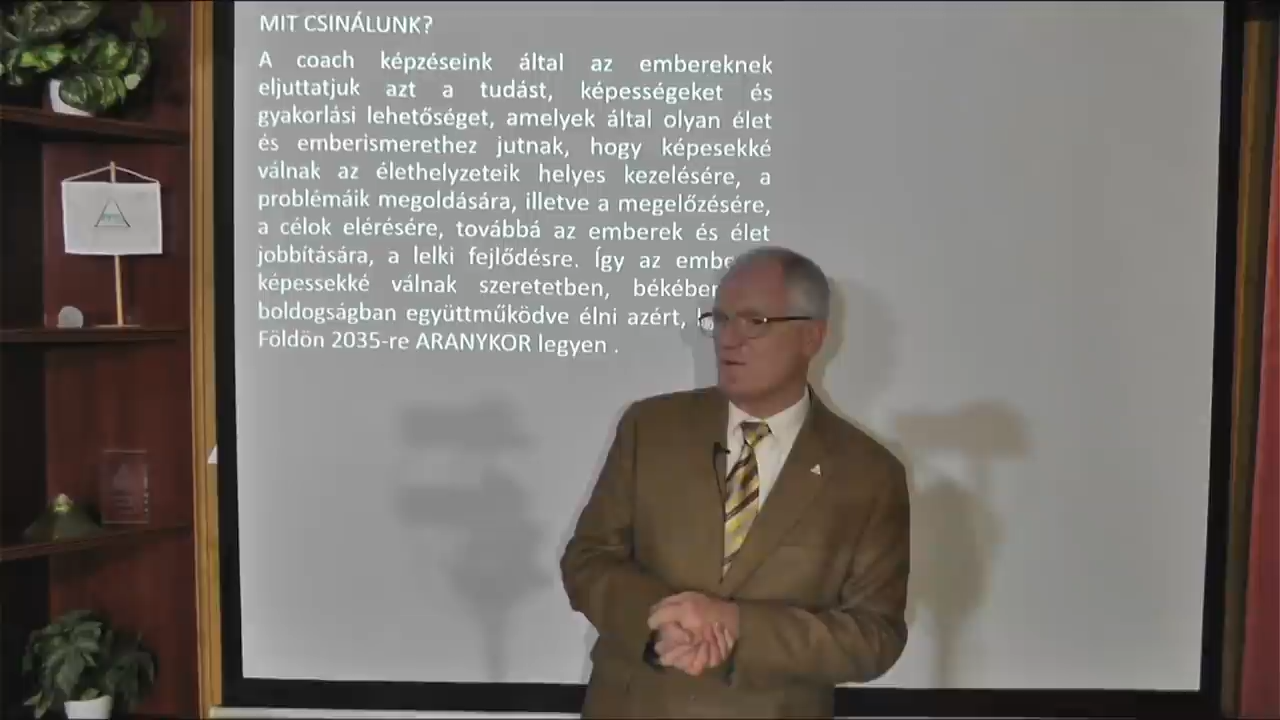 MIT CSINÁLUNK?
A coach képzéseink által az embereknek
eljuttatjuk azt a tudást, képességeket és
gyakorlási lehetőséget, amelyek által olyan élet
és emberismerethez jutnak, hogy képesekké
válnak az élethelyzeteik helyes kezelésére, a
problémáik megoldására, illetve a megelőzésére,
a célok elérésére, továbbá az emberek és élet
jobbítására, a lelki fejlődésre. Így az
képessekké válnak szeretetben,
boldogságban együttműködve élni azért,
Földön 2035-re ARANYKOR legyen .